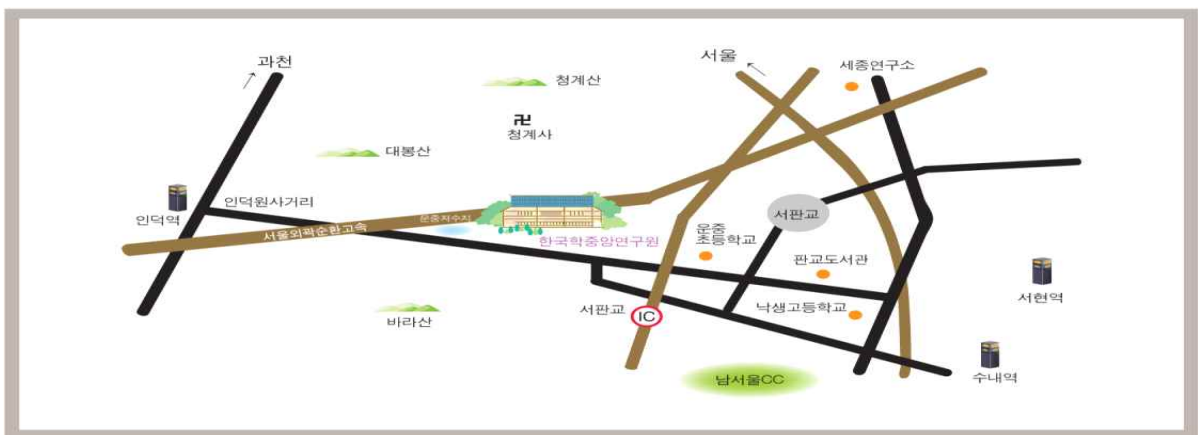 과천
서울
세종연구소
청계산
卍
청계사
대봉산
인덕역
인덕원사거리
서울외곽순환고속
운중저수지
한국학중앙연구원
서판교
운중
초등학교
판교도서관
서현역
바라산
서판교
IC
낙생고등학교
남서울CC
수내역